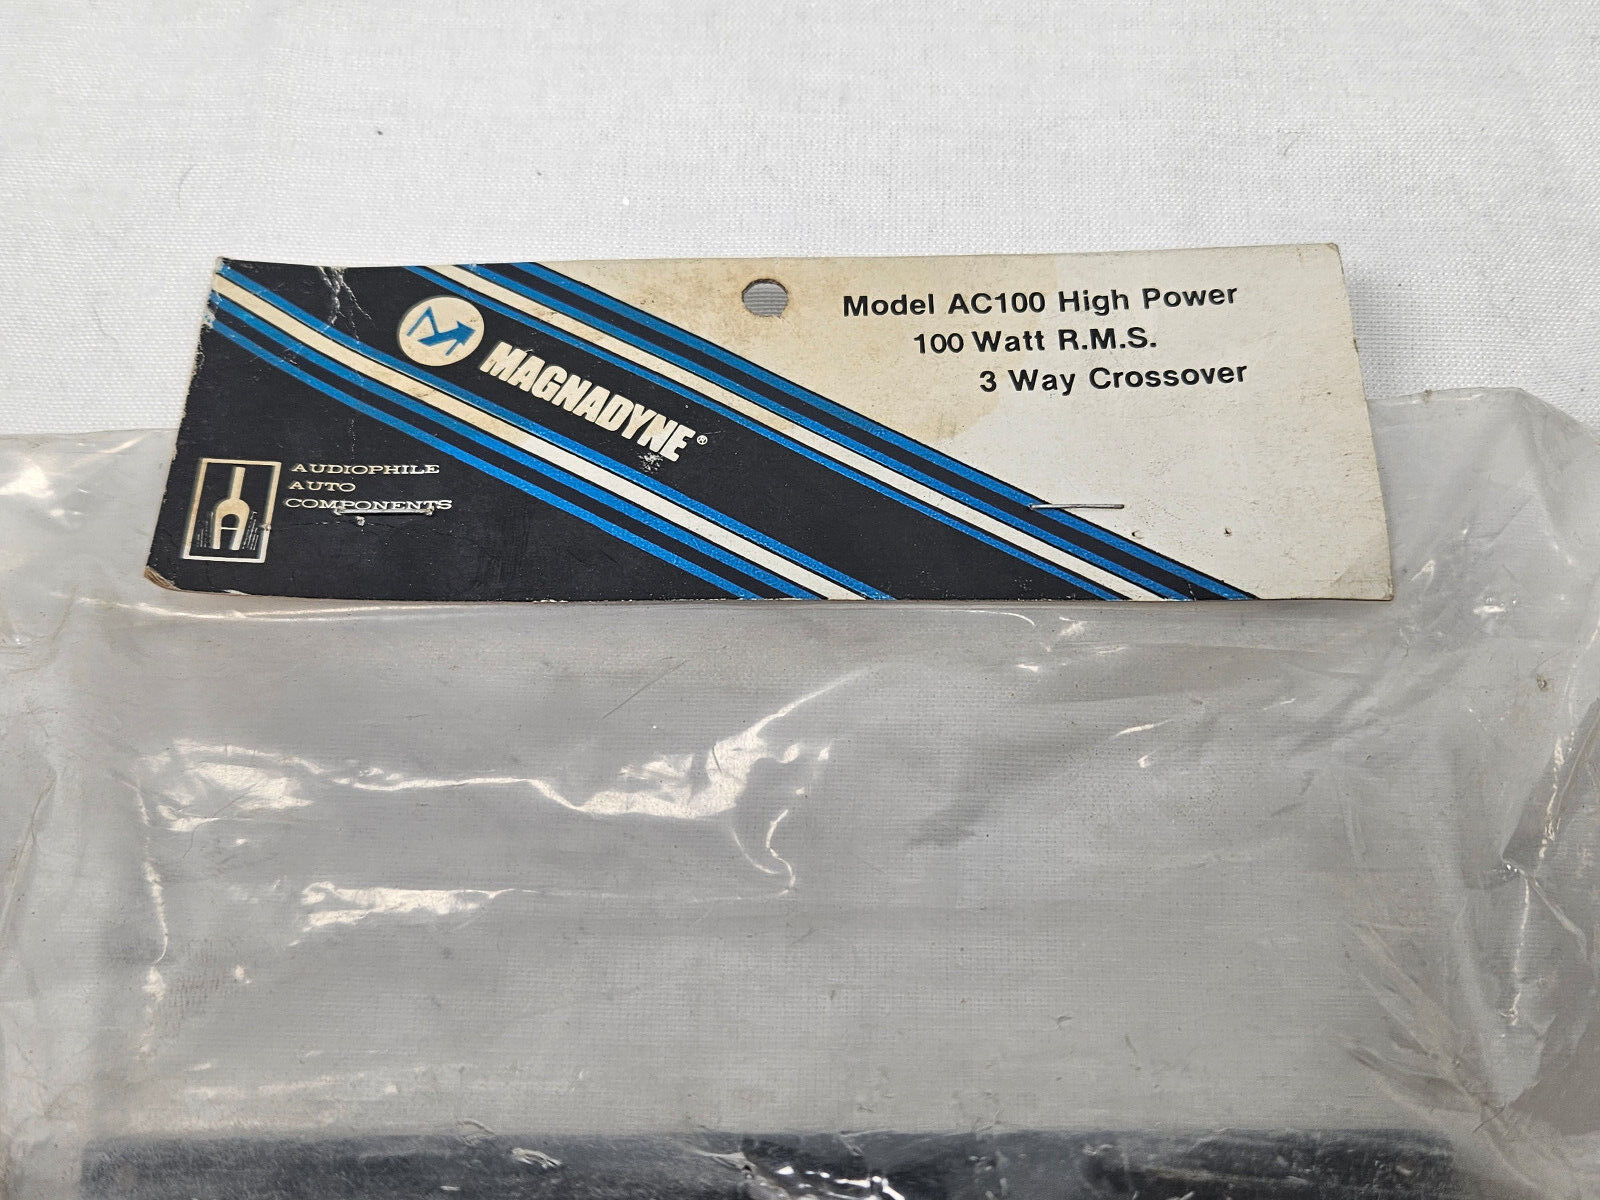 MAGNADYNE®
AUDIOPHILE
AUTO
COMPONENTS
Model AC100 High Power
100 Watt R.M.S.
3 Way Crossover